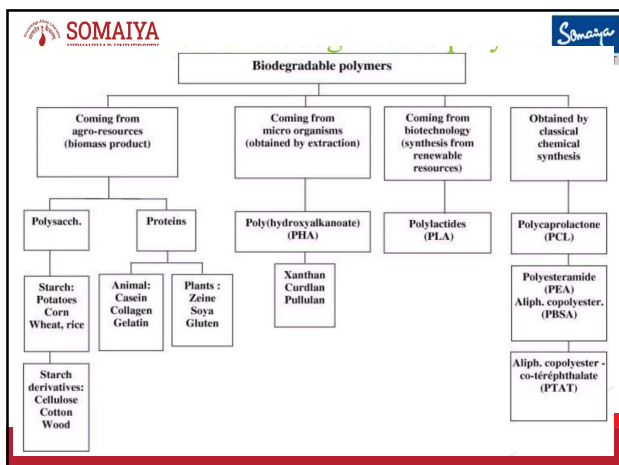 SOMAIYA
VIDYAVIHAR UNIVERSITY
Somaiya
Biodegradable polymers
Coming from
agro-resources
(biomass product)
Coming from
micro organisms
(obtained by extraction)
Coming from
biotechnology
(synthesis from
renewable
resources)
Obtained by
classical
chemical
synthesis
Polysacch.
Proteins
Poly(hydroxyalkanoate)
(PHA)
Polylactides
(PLA)
Polycaprolactone
(PCL)
Starch:
Potatoes
Corn
Wheat, rice
Animal:
Casein
Collagen
Gelatin
Plants :
Zeine
Soya
Gluten
Xanthan
Curdlan
Pullulan
Polyesteramide
(PEA)
Aliph. copolyester.
(PBSA)
Starch
derivatives:
Cellulose
Cotton
Wood
Aliph. copolyester -
co-téréphthalate
(PTAT)